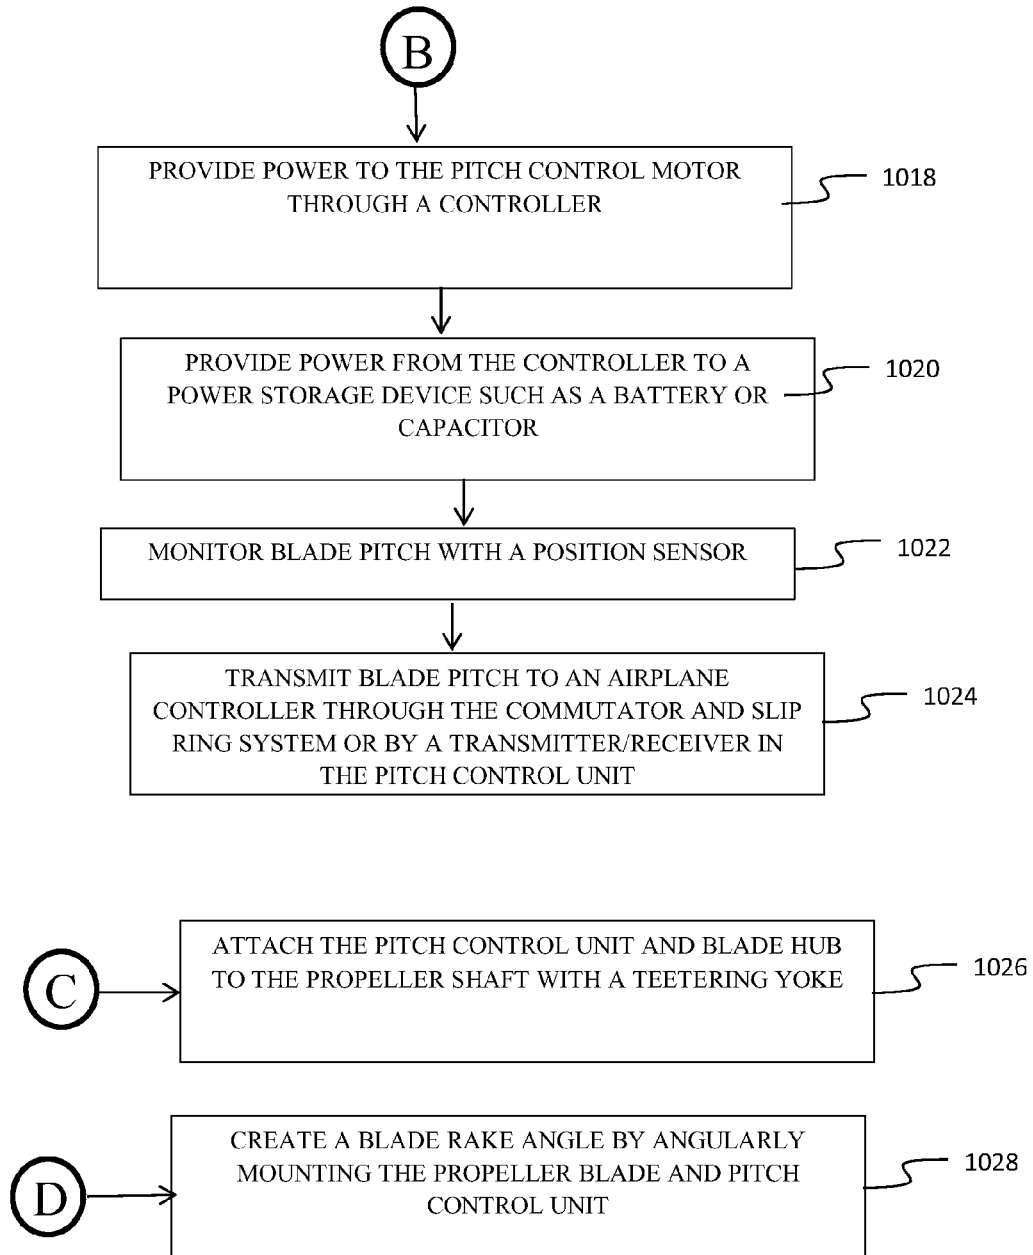 B
PROVIDE POWER TO THE PITCH CONTROL MOTOR
THROUGH A CONTROLLER
1018
PROVIDE POWER FROM THE CONTROLLER TO A
POWER STORAGE DEVICE SUCH AS A BATTERY OR
CAPACITOR
1020
MONITOR BLADE PITCH WITH A POSITION SENSOR
1022
TRANSMIT BLADE PITCH TO AN AIRPLANE
CONTROLLER THROUGH THE COMMUTATOR AND SLIP
RING SYSTEM OR BY A TRANSMITTER/RECEIVER IN
THE PITCH CONTROL UNIT
1024
C
ATTACH THE PITCH CONTROL UNIT AND BLADE HUB
TO THE PROPELLER SHAFT WITH A TEETERING YOKE
1026
D
CREATE A BLADE RAKE ANGLE BY ANGULARLY
MOUNTING THE PROPELLER BLADE AND PITCH
CONTROL UNIT
1028